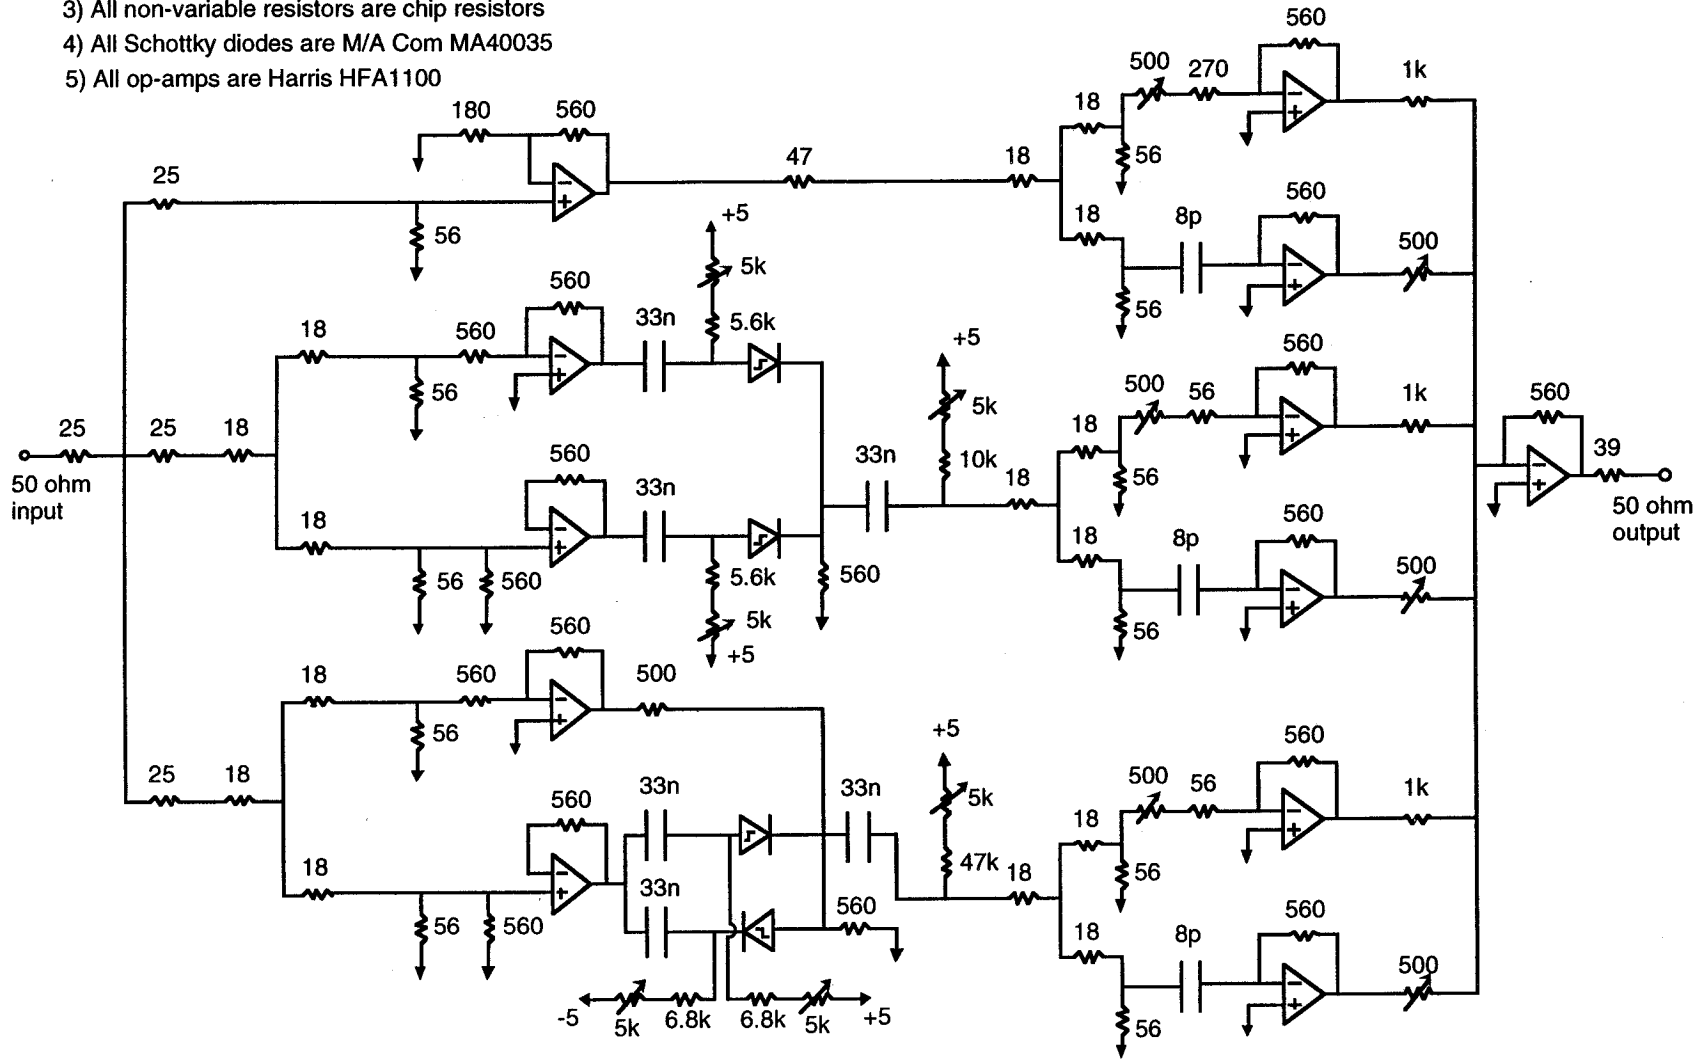 3) All non-variable resistors are chip resistors
4) All Schottky diodes are M/A Com MA40035
5) All op-amps are Harris HFA1100
560
500
270
1k
18
56
180
560
25
47
18
56
18
8p
560
500
56
+5
5k
5.6k
560
33n
18
560
56
+5
5k
10k
560
500
56
1k
18
56
25
25
18
50 ohm
input
560
33n
18
56
560
5.6k
5k
+5
560
33n
18
18
8p
560
500
56
560
39
50 ohm
output
18
560
560
500
56
25
18
560
33n
33n
18
56
560
33n
560
-5
5k
6.8k
6.8k
5k
+5
+5
5k
47k
18
560
500
56
1k
18
56
18
8p
560
500
56